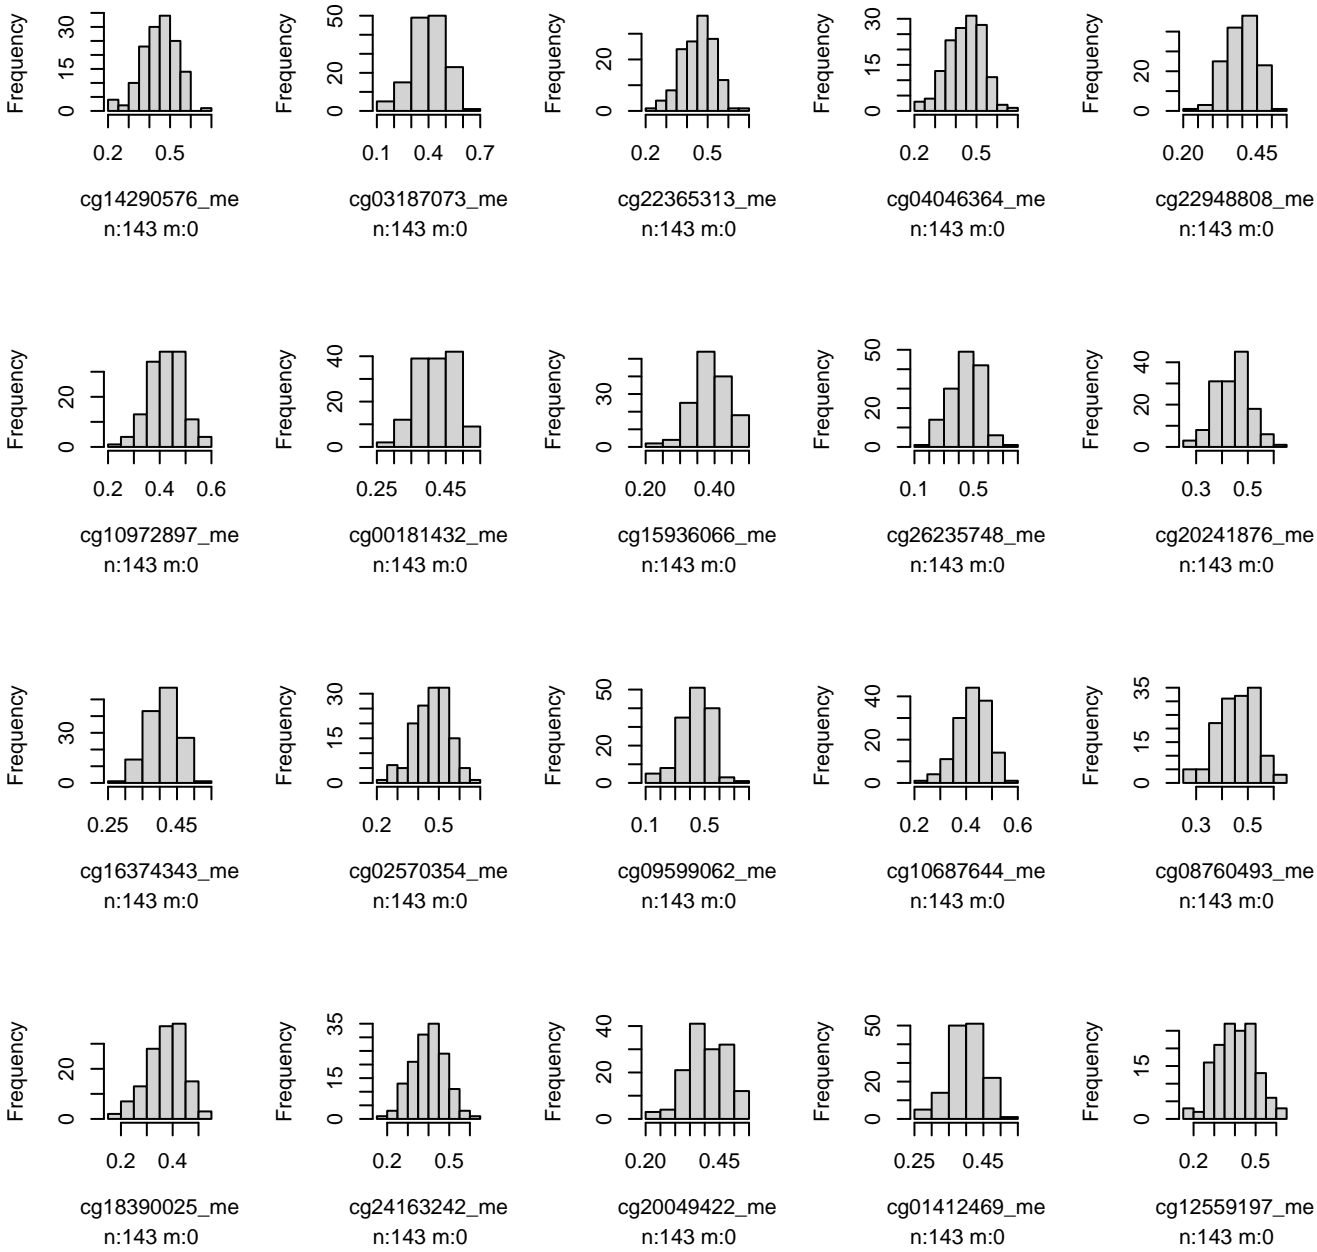 Frequency
0 15 30
0.2 0.5
cg14290576_me
n:143 m:0
Frequency
0 20 50
0.1 0.4 0.7
cg03187073_me
n:143 m:0
Frequency
0 20
0.2 0.5
cg22365313_me
n:143 m:0
Frequency
0 15 30
0.2 0.5
cg04046364_me
n:143 m:0
Frequency
0 20
0.20 0.45
cg22948808_me
n:143 m:0
Frequency
0 20
0.2 0.4 0.6
cg10972897_me
n:143 m:0
Frequency
0 20 40
0.25 0.45
cg00181432_me
n:143 m:0
Frequency
0 30
0.20 0.40
cg15936066_me
n:143 m:0
Frequency
0 20 50
0.1 0.5
cg26235748_me
n:143 m:0
Frequency
0 20 40
0.3 0.5
cg20241876_me
n:143 m:0
Frequency
0 30
0.25 0.45
cg16374343_me
n:143 m:0
Frequency
0 15 30
0.2 0.5
cg02570354_me
n:143 m:0
Frequency
0 20 50
0.1 0.5
cg09599062_me
n:143 m:0
Frequency
0 20 40
0.2 0.4 0.6
cg10687644_me
n:143 m:0
Frequency
0 15 35
0.3 0.5
cg08760493_me
n:143 m:0
Frequency
0 20
0.2 0.4
cg18390025_me
n:143 m:0
Frequency
0 15 35
0.2 0.5
cg24163242_me
n:143 m:0
Frequency
0 20 40
0.20 0.45
cg20049422_me
n:143 m:0
Frequency
0 20 50
0.25 0.45
cg01412469_me
n:143 m:0
Frequency
0 15
0.2 0.5
cg12559197_me
n:143 m:0